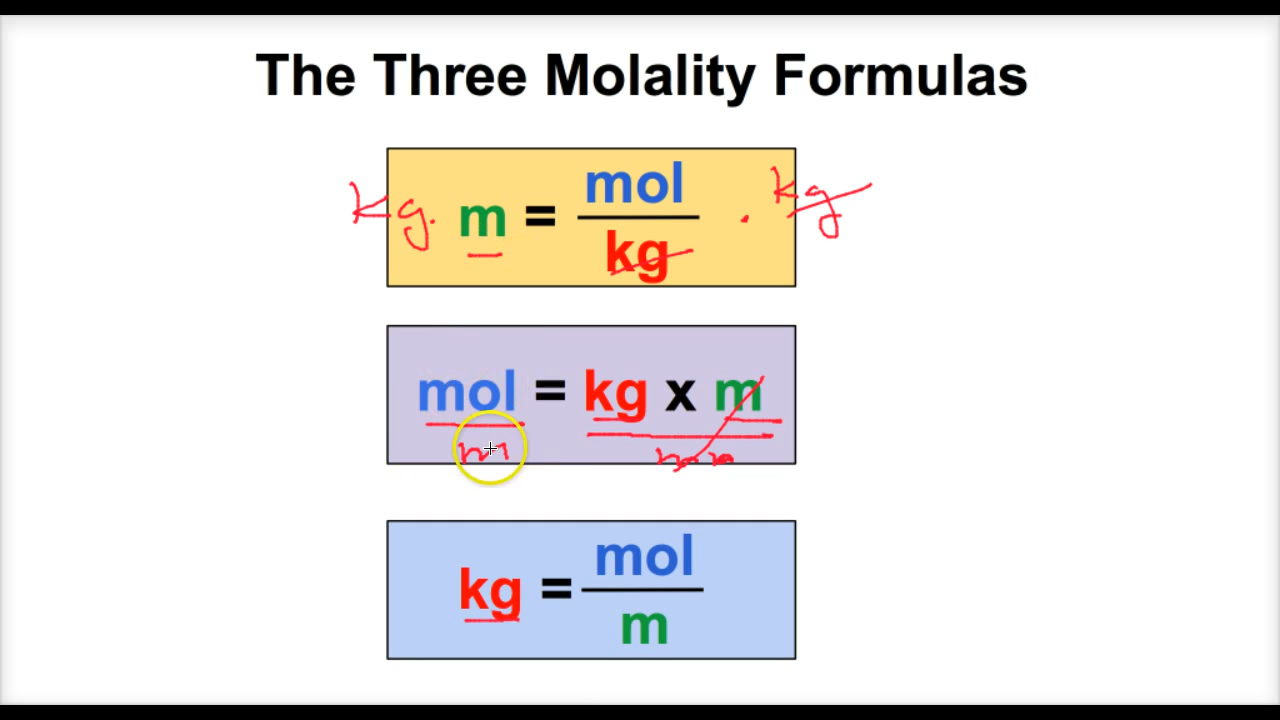 The Three Molality Formulas
mol
kg. m = · kg
kg
mol = kg x m
m m
mol
kg =
m